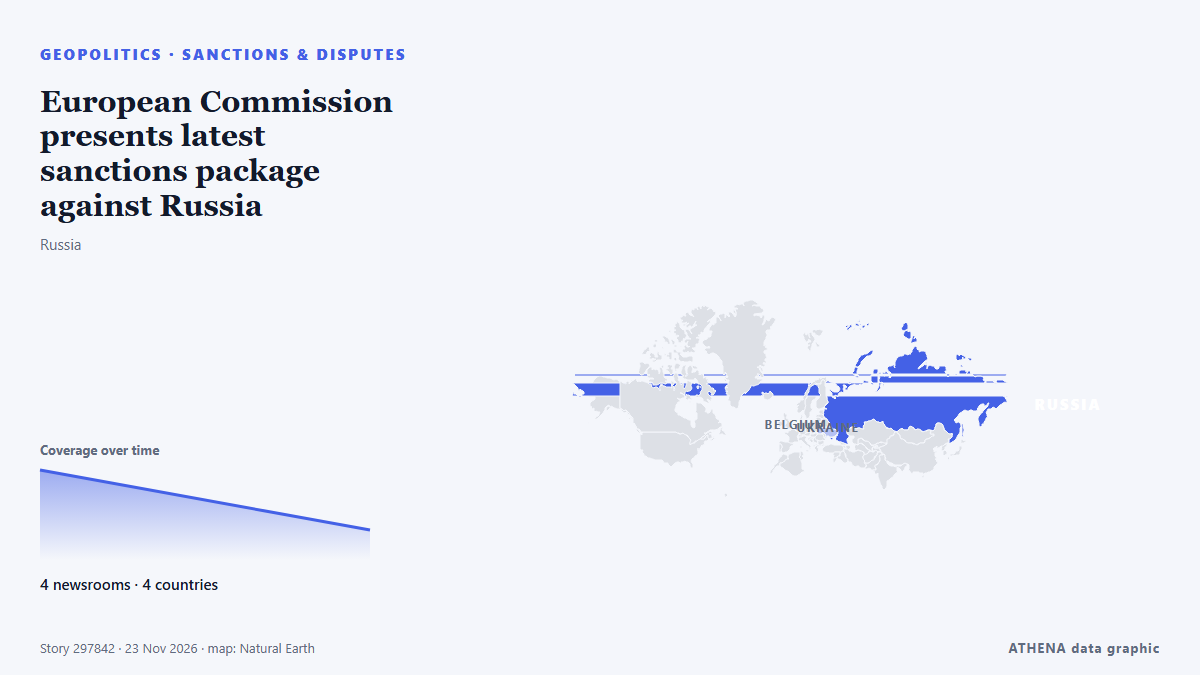 GEOPOLITICS · SANCTIONS & DISPUTES
European Commission
presents latest
sanctions package
against Russia
Russia
RUSSIA
BELGIUM
UKRAINE
Coverage over time
4 newsrooms · 4 countries
Story 297842 · 23 Nov 2026 · map: Natural Earth
ATHENA data graphic